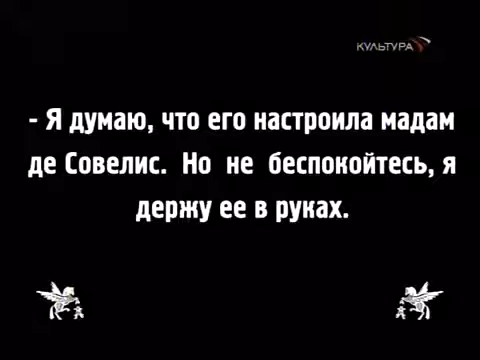 КУЛЬТУРА
- Я думаю, что его настроила мадам
де Совелис. Но не беспокойтесь, я
держу ее в руках.